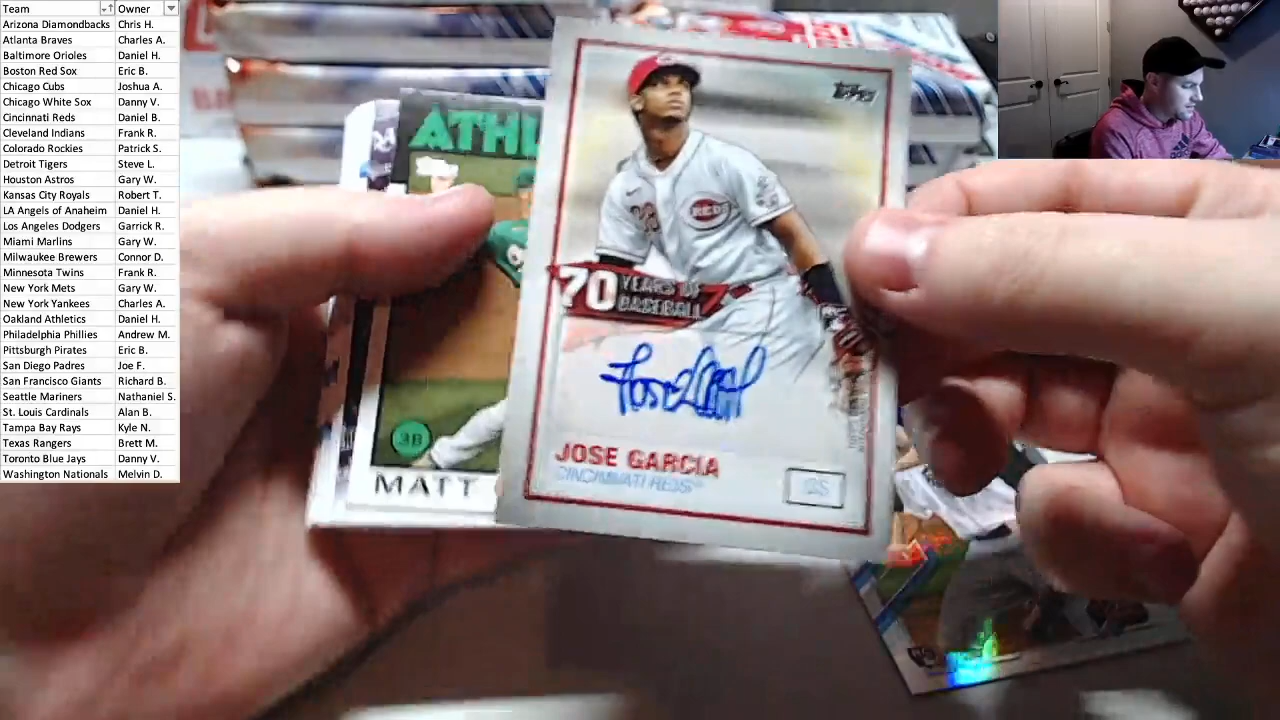 Team Owner
Arizona Diamondbacks Chris H.
Atlanta Braves Charles A.
Baltimore Orioles Daniel H.
Boston Red Sox Eric B.
Chicago Cubs Joshua A.
Chicago White Sox Danny V.
Cincinnati Reds Daniel B.
Cleveland Indians Frank R.
Colorado Rockies Patrick S.
Detroit Tigers Steve L.
Houston Astros Gary W.
Kansas City Royals Robert T.
LA Angels of Anaheim Daniel H.
Los Angeles Dodgers Garrick R.
Miami Marlins Gary W.
Milwaukee Brewers Connor D.
Minnesota Twins Frank R.
New York Mets Gary W.
New York Yankees Charles A.
Oakland Athletics Daniel H.
Philadelphia Phillies Andrew M.
Pittsburgh Pirates Eric B.
San Diego Padres Joe F.
San Francisco Giants Richard B.
Seattle Mariners Nathaniel S.
St. Louis Cardinals Alan B.
Tampa Bay Rays Kyle N.
Texas Rangers Brett M.
Toronto Blue Jays Danny V.
Washington Nationals Melvin D.
ATHL
3B
MATT
Topps
REDS
70 YEARS OF
BASEBALL
JOSE GARCIA
CINCINNATI REDS